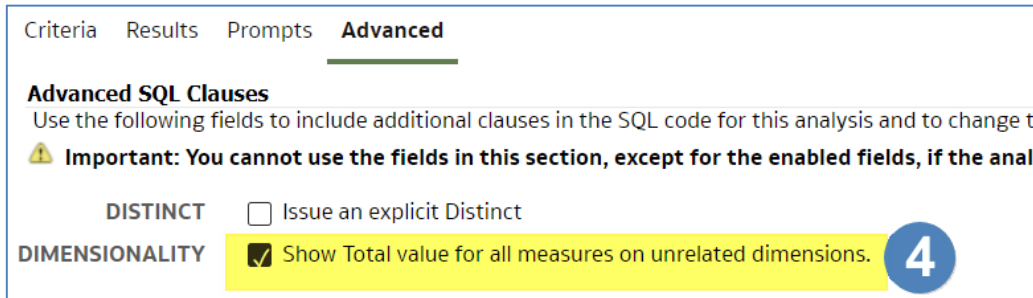 Criteria Results Prompts Advanced
Advanced SQL Clauses
Use the following fields to include additional clauses in the SQL code for this analysis and to change t
Important: You cannot use the fields in this section, except for the enabled fields, if the anal
DISTINCT Issue an explicit Distinct
DIMENSIONALITY Show Total value for all measures on unrelated dimensions. 4